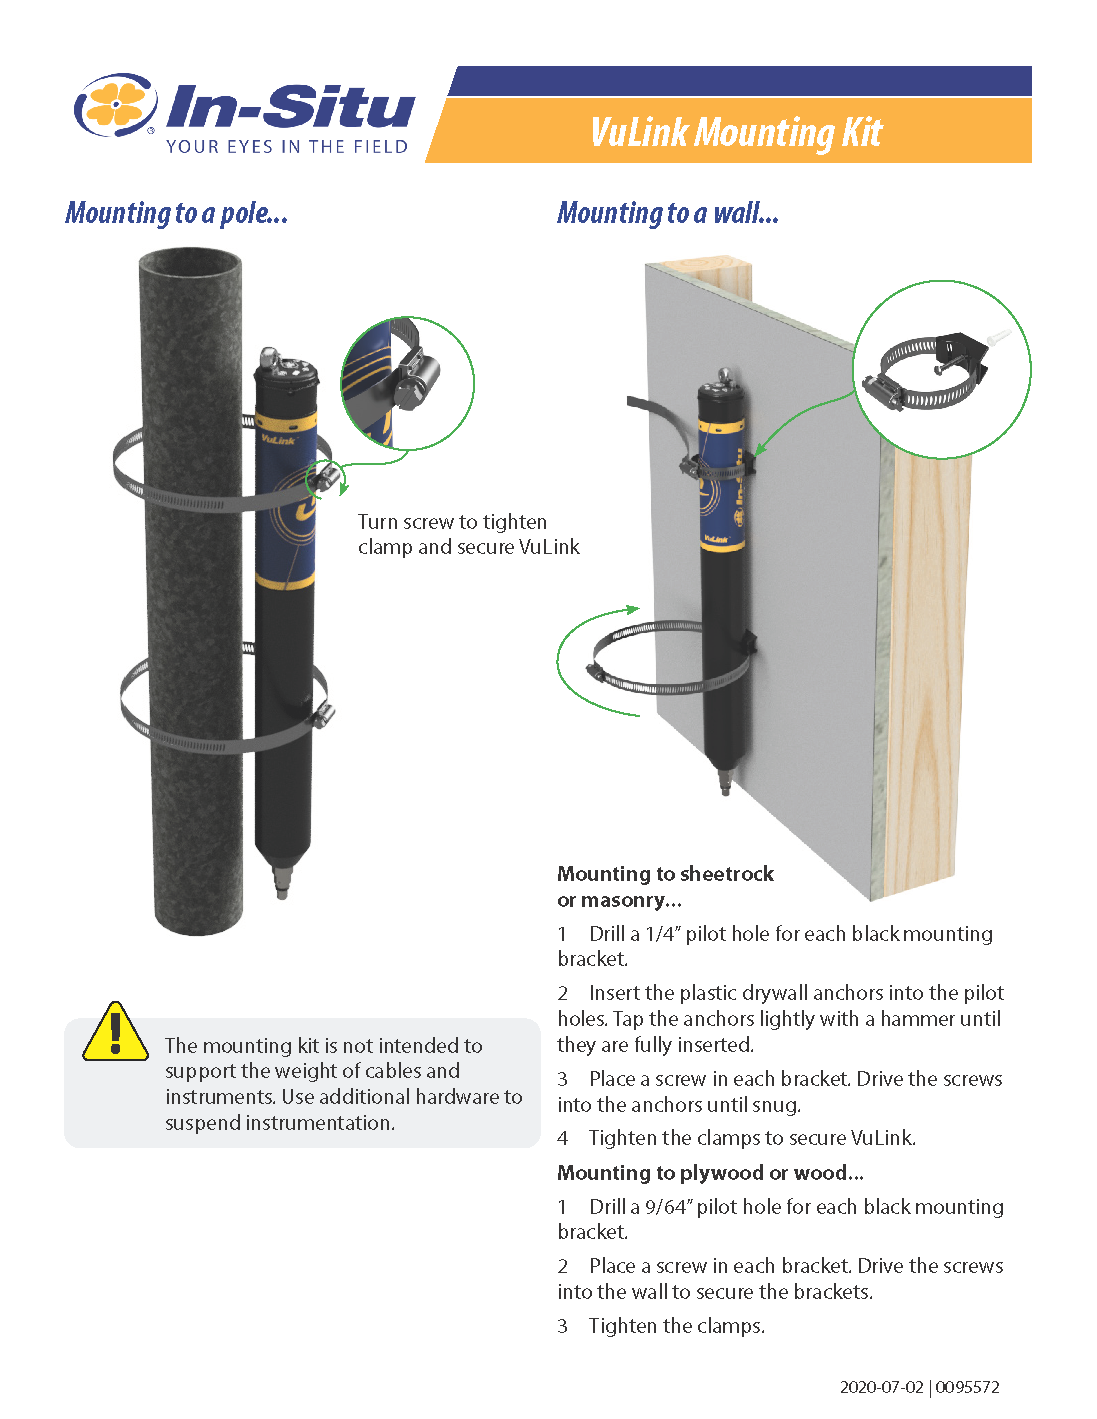 In-Situ
®
YOUR EYES IN THE FIELD
VuLink Mounting Kit
Mounting to a pole...
VuLink
Turn screw to tighten
clamp and secure VuLink
The mounting kit is not intended to
support the weight of cables and
instruments. Use additional hardware to
suspend instrumentation.
Mounting to a wall...
In-Situ
VuLink
Mounting to sheetrock
or masonry...
1 Drill a 1/4” pilot hole for each black mounting
bracket.
2 Insert the plastic drywall anchors into the pilot
holes. Tap the anchors lightly with a hammer until
they are fully inserted.
3 Place a screw in each bracket. Drive the screws
into the anchors until snug.
4 Tighten the clamps to secure VuLink.
Mounting to plywood or wood...
1 Drill a 9/64” pilot hole for each black mounting
bracket.
2 Place a screw in each bracket. Drive the screws
into the wall to secure the brackets.
3 Tighten the clamps.
2020-07-02 | 0095572